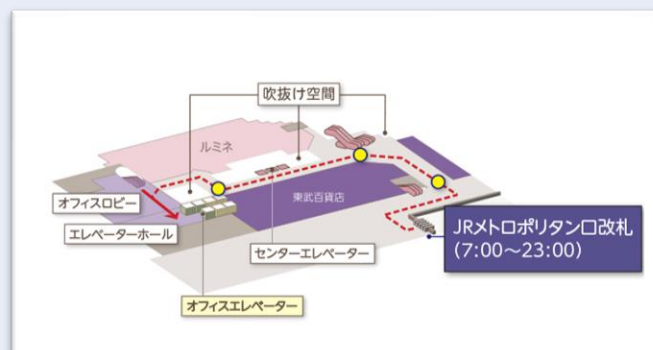 吹抜け空間
ルミネ
オフィスロビー
エレベーターホール
東武百貨店
センターエレベーター
オフィスエレベーター
JRメトロポリタン口改札
(7:00～23:00)